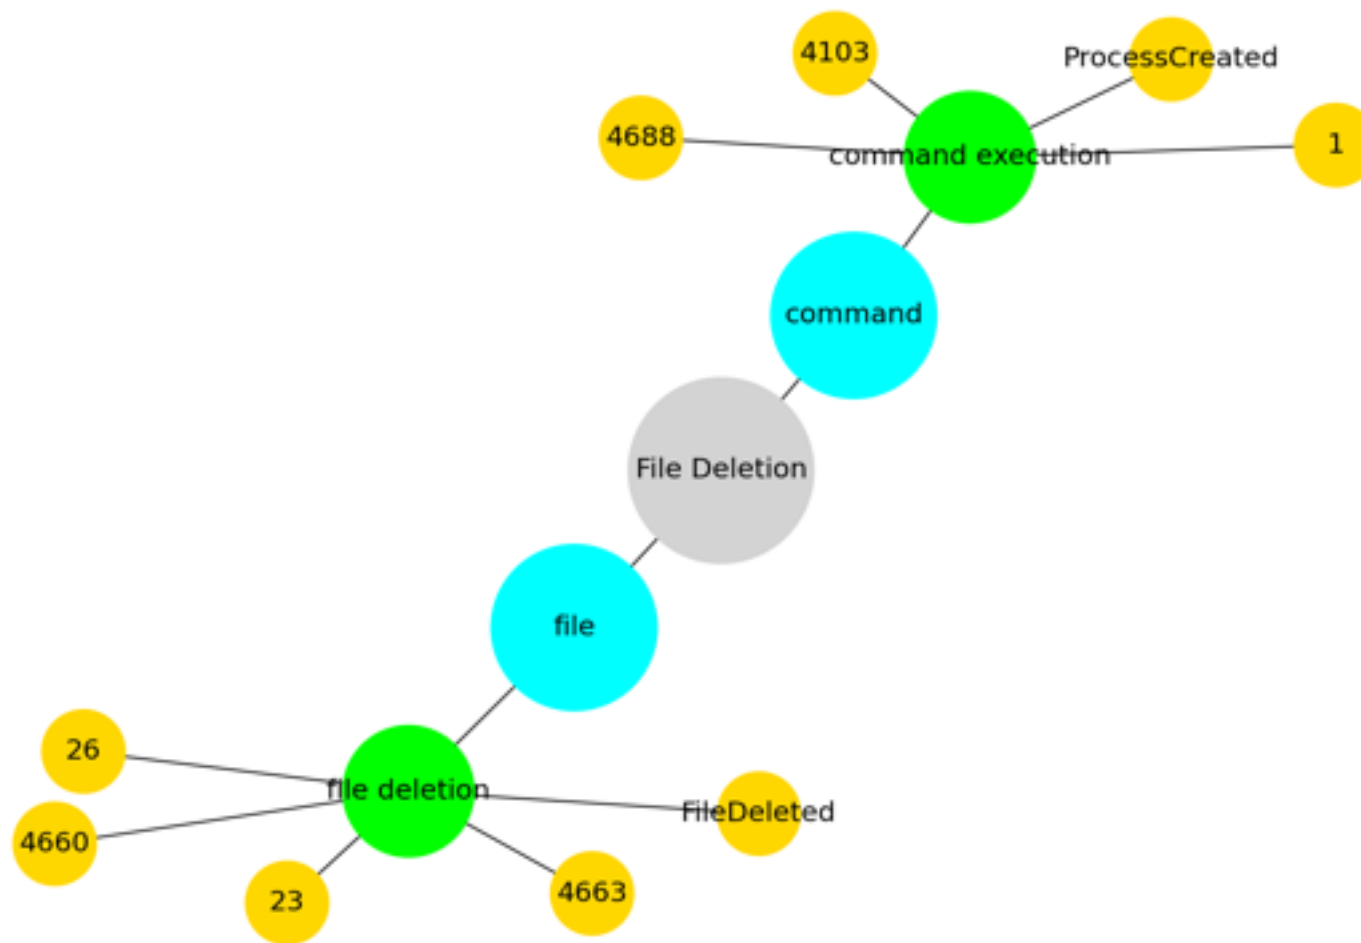 4103
ProcessCreated
4688
command execution
1
command
File Deletion
file
26
file deletion
FileDeleted
4660
23
4663